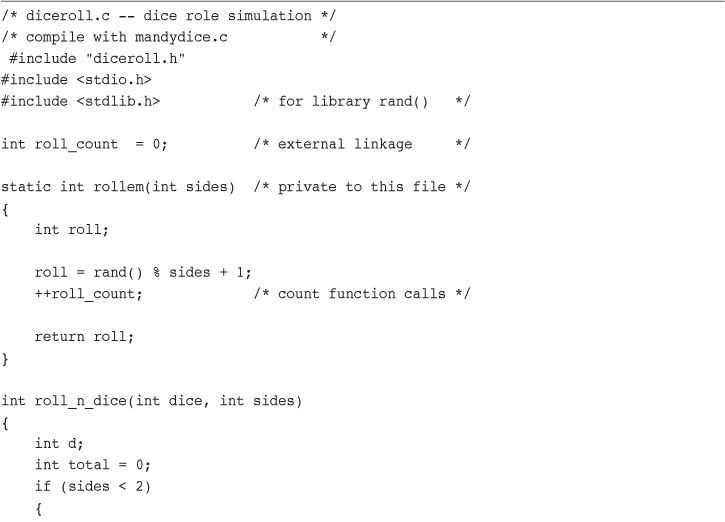 /* diceroll.c -- dice role simulation */
/* compile with mandydice.c           */
 #include "diceroll.h"
#include <stdio.h>
#include <stdlib.h>           /* for library rand()   */

int roll_count  = 0;          /* external linkage     */

static int rollem(int sides)  /* private to this file */
{
    int roll;

    roll = rand() % sides + 1;
    ++roll_count;             /* count function calls */

    return roll;
}

int roll_n_dice(int dice, int sides)
{
    int d;
    int total = 0;
    if (sides < 2)
    {